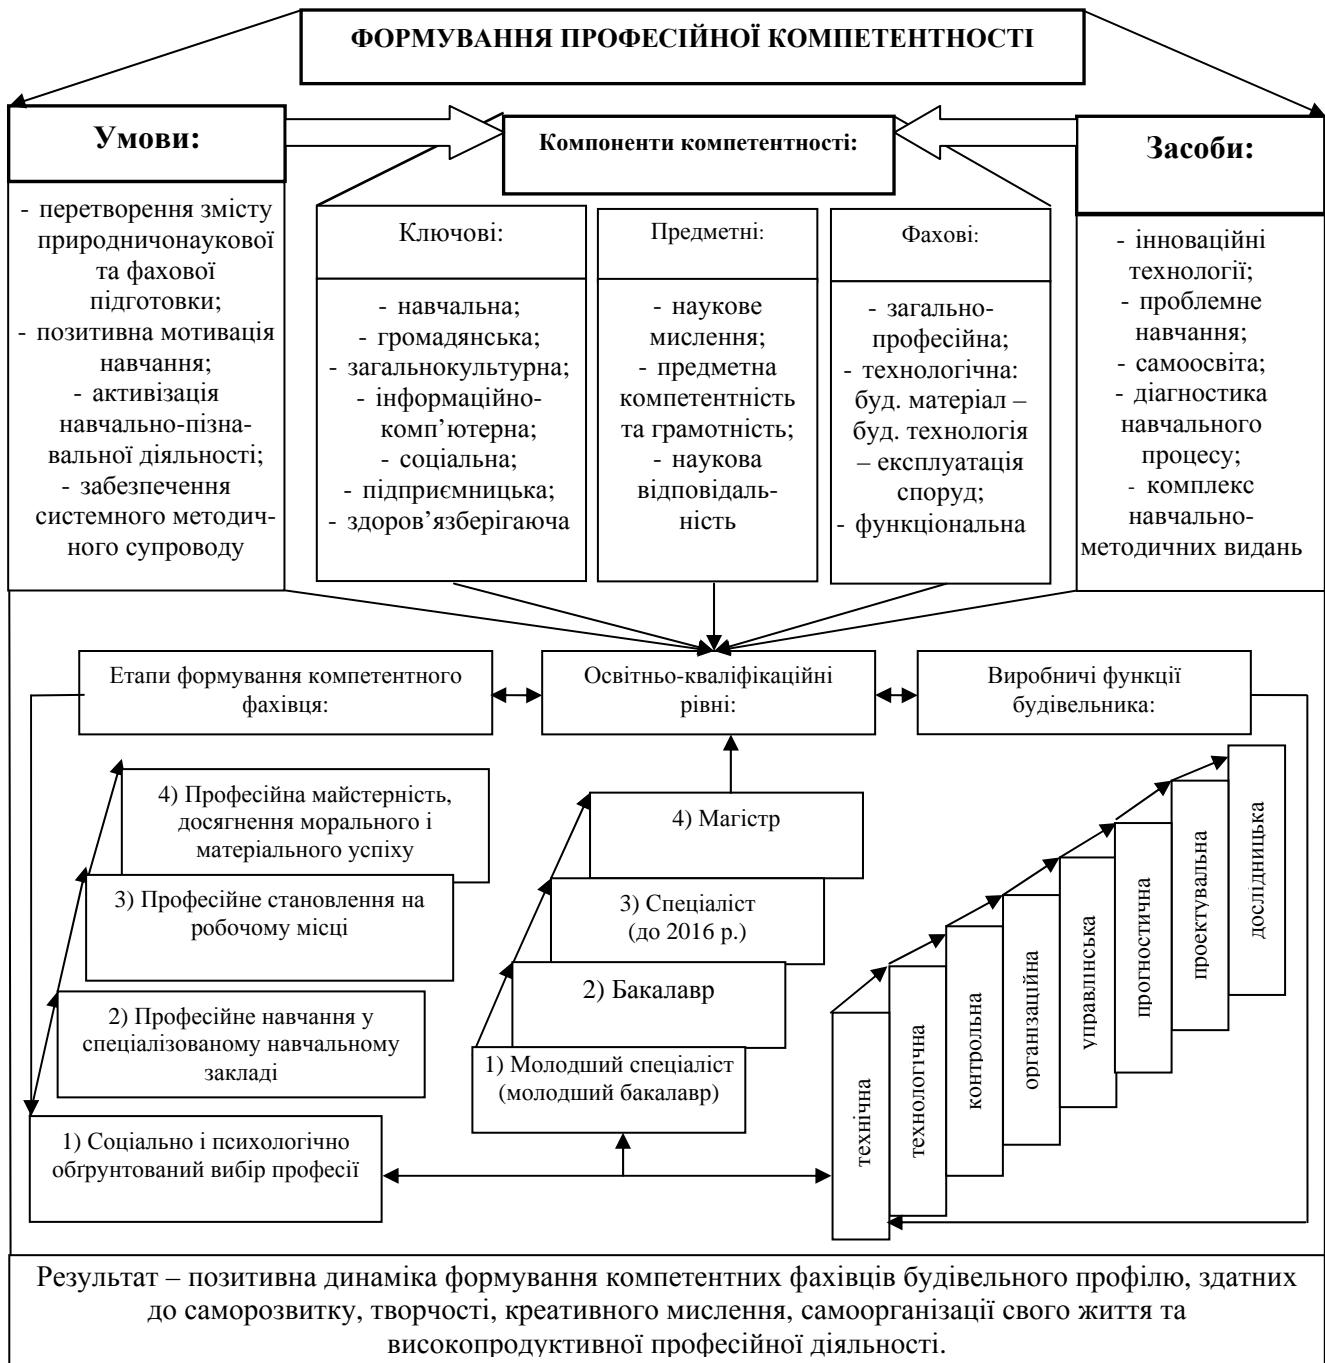 ФОРМУВАННЯ ПРОФЕСІЙНОЇ КОМПЕТЕНТНОСТІ
Умови:
- перетворення змісту
природничонаукової
та фахової
підготовки;
- позитивна мотивація
навчання;
- активізація
навчально-пізна-
вальної діяльності;
- забезпечення
системного методич-
ного супроводу
Компоненти компетентності:
Ключові:
- навчальна;
- громадянська;
- загальнокультурна;
- інформаційно-
комп’ютерна;
- соціальна;
- підприємницька;
- здоров’язберігаюча
Предметні:
- наукове
мислення;
- предметна
компетентність
та грамотність;
- наукова
відповідаль-
ність
Фахові:
- загально-
професійна;
- технологічна:
буд. матеріал –
буд. технологія
– експлуатація
споруд;
- функціональна
Засоби:
- інноваційні
технології;
- проблемне
навчання;
- самоосвіта;
- діагностика
навчального
процесу;
- комплекс
навчально-
методичних видань
Етапи формування компетентного
фахівця:
Освітньо-кваліфікаційні
рівні:
Виробничі функції
будівельника:
4) Професійна майстерність,
досягнення морального і
матеріального успіху
3) Професійне становлення на
робочому місці
2) Професійне навчання у
спеціалізованому навчальному
закладі
1) Соціально і психологічно
обґрунтований вибір професії
4) Магістр
3) Спеціаліст
(до 2016 р.)
2) Бакалавр
1) Молодший спеціаліст
(молодший бакалавр)
технічна
технологічна
контрольна
організаційна
управлінська
прогностична
проектувальна
дослідницька
Результат – позитивна динаміка формування компетентних фахівців будівельного профілю, здатних
до саморозвитку, творчості, креативного мислення, самоорганізації свого життя та
високопродуктивної професійної діяльності.